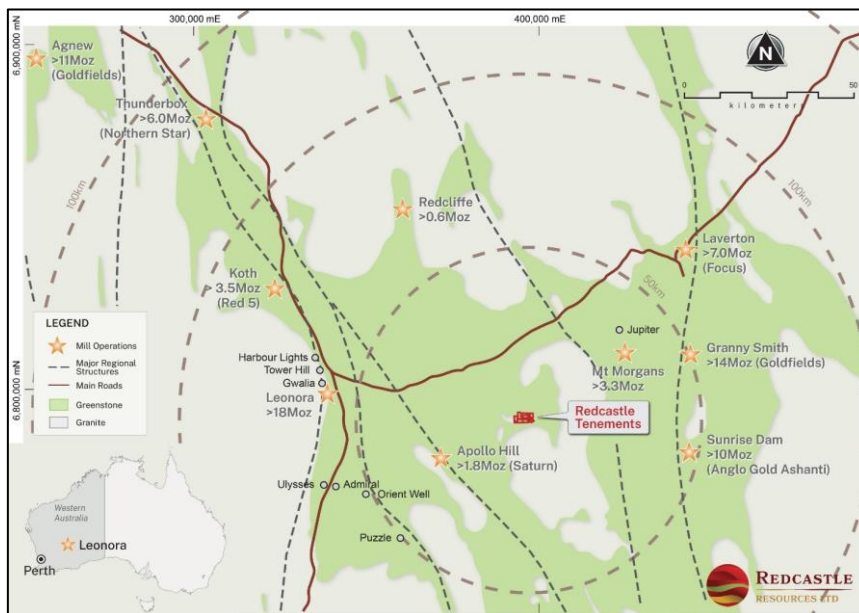 300,000 mE
400,000 mE
6,900,000 mN
Agnew
>11Moz
(Goldfields)
Thunderbox
>6.0Moz
(Northern Star)
N
0
50
kilometers
100km
100km
Redcliffe
>0.6Moz
Laverton
>7.0Moz
(Focus)
Koth
3.5Moz
(Red 5)
50km
Jupiter
LEGEND
Mill Operations
Major Regional
Structures
Main Roads
Greenstone
Granite
Harbour Lights
Tower Hill
Gwalia
Leonora
>18Moz
Mt Morgans
>3.3Moz
Granny Smith
>14Moz (Goldfields)
6,800,000 mN
Redcastle
Tenements
Apollo Hill
>1.8Moz (Saturn)
Sunrise Dam
>10Moz
(Anglo Gold Ashanti)
Ulysses
Admiral
Orient Well
Puzzle
Western
Australia
Leonora
Perth
REDCASTLE
RESOURCES LTD